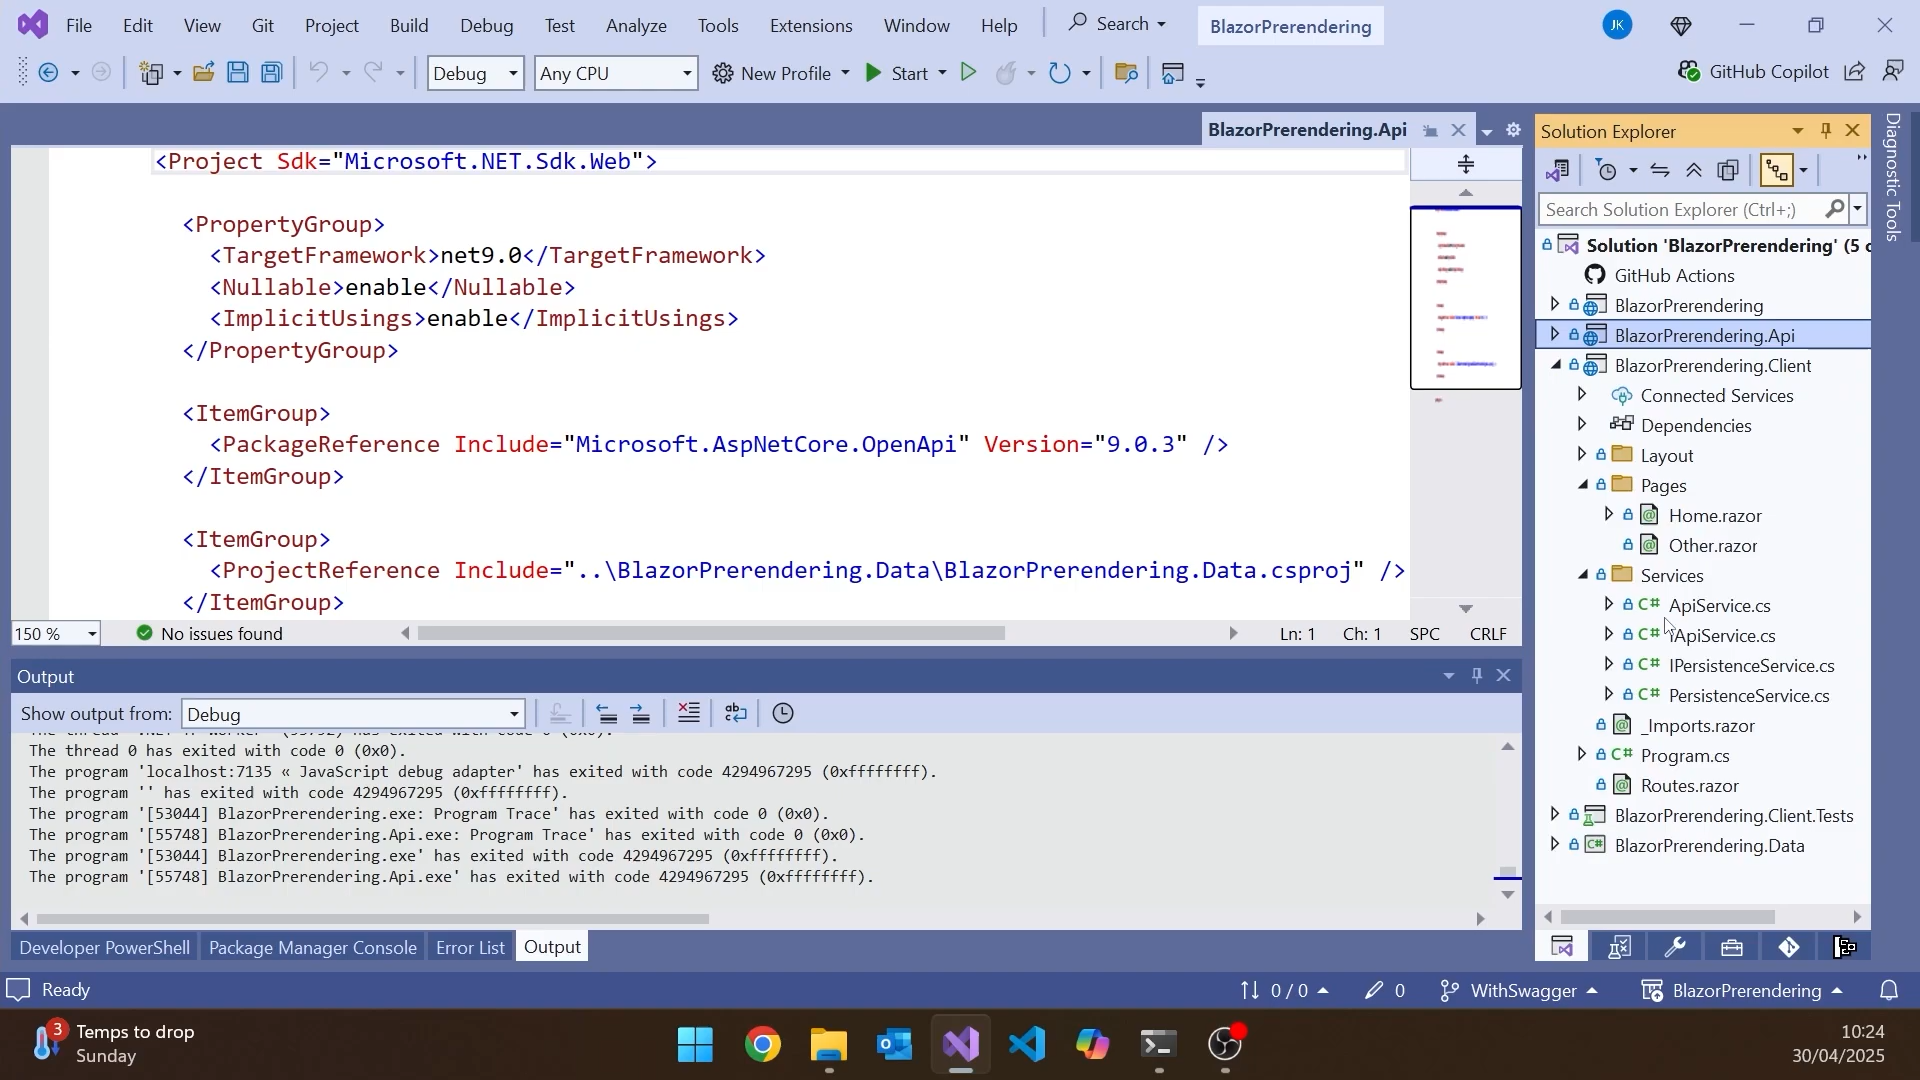 File Edit View Git Project Build Debug Test Analyze Tools Extensions Window Help Search BlazorPrerendering JK
Debug Any CPU New Profile Start GitHub Copilot
BlazorPrerendering.Api
<Project Sdk="Microsoft.NET.Sdk.Web">
<PropertyGroup>
<TargetFramework>net9.0</TargetFramework>
<Nullable>enable</Nullable>
<ImplicitUsings>enable</ImplicitUsings>
</PropertyGroup>
<ItemGroup>
<PackageReference Include="Microsoft.AspNetCore.OpenApi" Version="9.0.3" />
</ItemGroup>
<ItemGroup>
<ProjectReference Include="..\BlazorPrerendering.Data\BlazorPrerendering.Data.csproj" />
</ItemGroup>
150 % No issues found Ln: 1 Ch: 1 SPC CRLF
Output
Show output from: Debug
The thread 0 has exited with code 0 (0x0).
The program 'localhost:7135 « JavaScript debug adapter' has exited with code 4294967295 (0xffffffff).
The program '' has exited with code 4294967295 (0xffffffff).
The program '[53044] BlazorPrerendering.exe: Program Trace' has exited with code 0 (0x0).
The program '[55748] BlazorPrerendering.Api.exe: Program Trace' has exited with code 0 (0x0).
The program '[53044] BlazorPrerendering.exe' has exited with code 4294967295 (0xffffffff).
The program '[55748] BlazorPrerendering.Api.exe' has exited with code 4294967295 (0xffffffff).
Developer PowerShell Package Manager Console Error List Output
Solution Explorer
Search Solution Explorer (Ctrl+;)
Solution 'BlazorPrerendering' (5 o
GitHub Actions
BlazorPrerendering
BlazorPrerendering.Api
BlazorPrerendering.Client
Connected Services
Dependencies
Layout
Pages
Home.razor
Other.razor
Services
C# ApiService.cs
C# IApiService.cs
C# IPersistenceService.cs
C# PersistenceService.cs
_Imports.razor
C# Program.cs
Routes.razor
BlazorPrerendering.Client.Tests
C# BlazorPrerendering.Data
Diagnostic Tools
Ready 0 / 0 0 WithSwagger BlazorPrerendering
3 Temps to drop
Sunday
10:24
30/04/2025